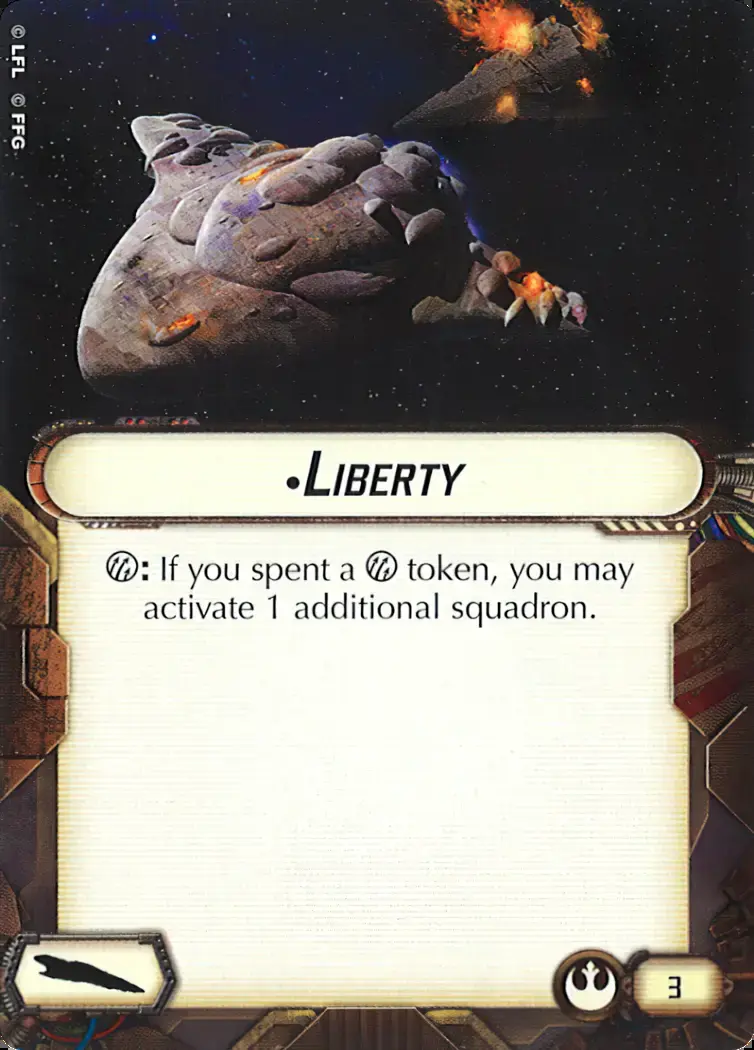 © LFL © FFG
•LIBERTY
: If you spent a token, you may
activate 1 additional squadron.
3